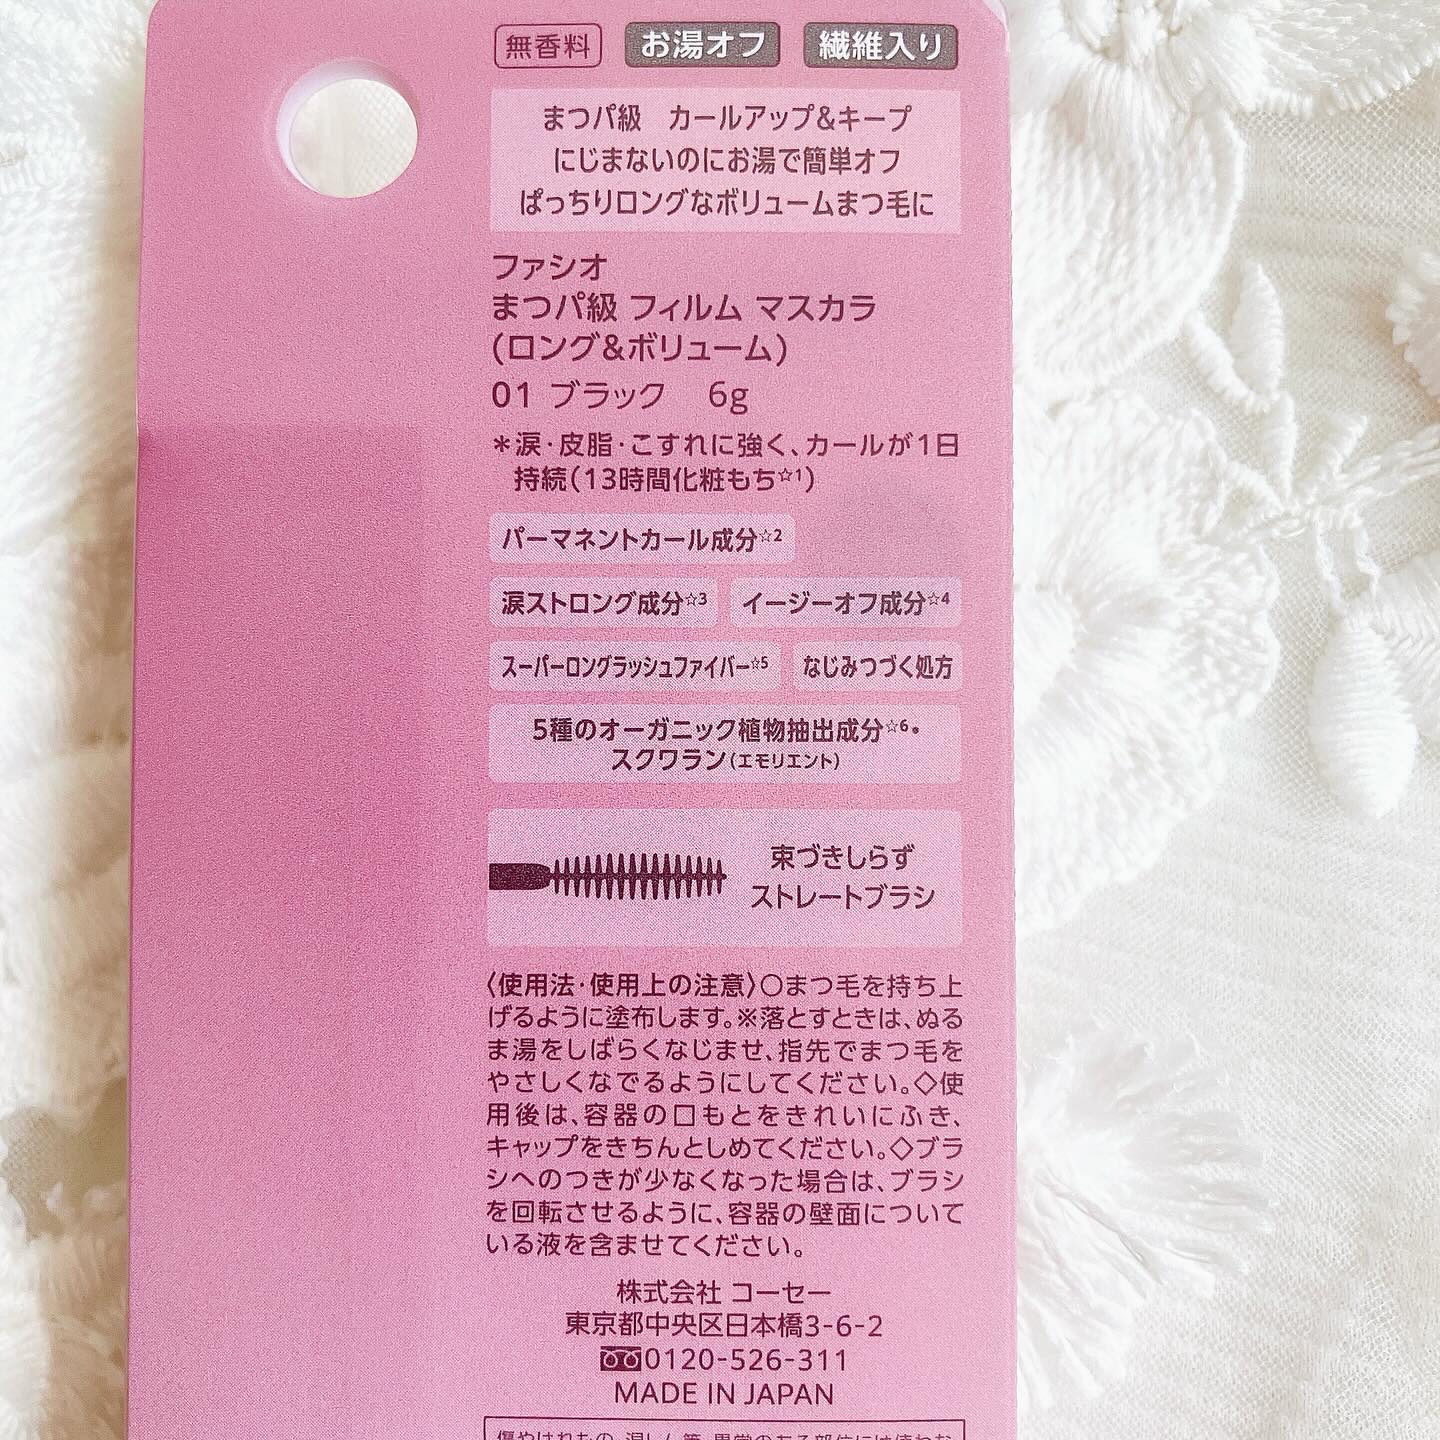 無香料 お湯オフ 繊維入り
まつパ級 カールアップ&キープ
にじまないのにお湯で簡単オフ
ぱっちりロングなボリュームまつ毛に
ファシオ
まつパ級 フィルム マスカラ
(ロング&ボリューム)
01 ブラック 6g
*涙・皮脂・こすれに強く、カールが1日
持続(13時間化粧もち☆1)
パーマネントカール成分☆2
涙ストロング成分☆3 イージーオフ成分☆4
スーパーロングラッシュファイバー☆5 なじみつづく処方
5種のオーガニック植物抽出成分☆6・
スクワラン(エモリエント)
束づきしらず
ストレートブラシ
〈使用法・使用上の注意〉○まつ毛を持ち上
げるように塗布します。※落とすときは、ぬる
ま湯をしばらくなじませ、指先でまつ毛を
やさしくなでるようにしてください。◇使
用後は、容器の口もとをきれいにふき、
キャップをきちんとしめてください。◇ブラ
シへのつきが少なくなった場合は、ブラシ
を回転させるように、容器の壁面について
いる液を含ませてください。
株式会社 コーセー
東京都中央区日本橋3-6-2
0120-526-311
MADE IN JAPAN